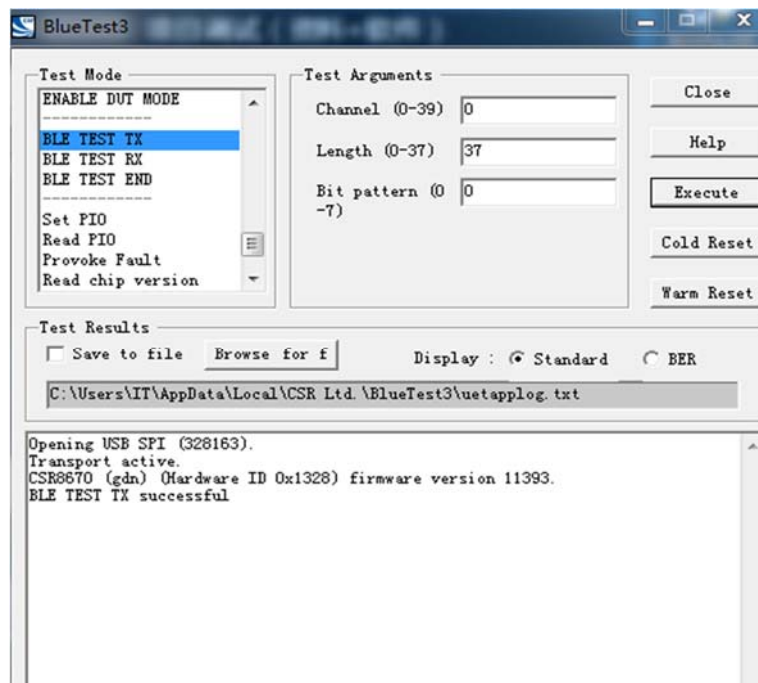 BlueTest3
Test Mode
ENABLE DUT MODE
------------
BLE TEST TX
BLE TEST RX
BLE TEST END
------------
Set PIO
Read PIO
Provoke Fault
Read chip version
Test Arguments
Channel (0-39) 0
Length (0-37) 37
Bit pattern (0
-7) 0
Close
Help
Execute
Cold Reset
Warm Reset
Test Results
Save to file Browse for f Display : Standard BER
C:\Users\IT\AppData\Local\CSR Ltd.\BlueTest3\uetapplog.txt
Opening USB SPI (328163).
Transport active.
CSR8670 (gdn) (Hardware ID 0x1328) firmware version 11393.
BLE TEST TX successful